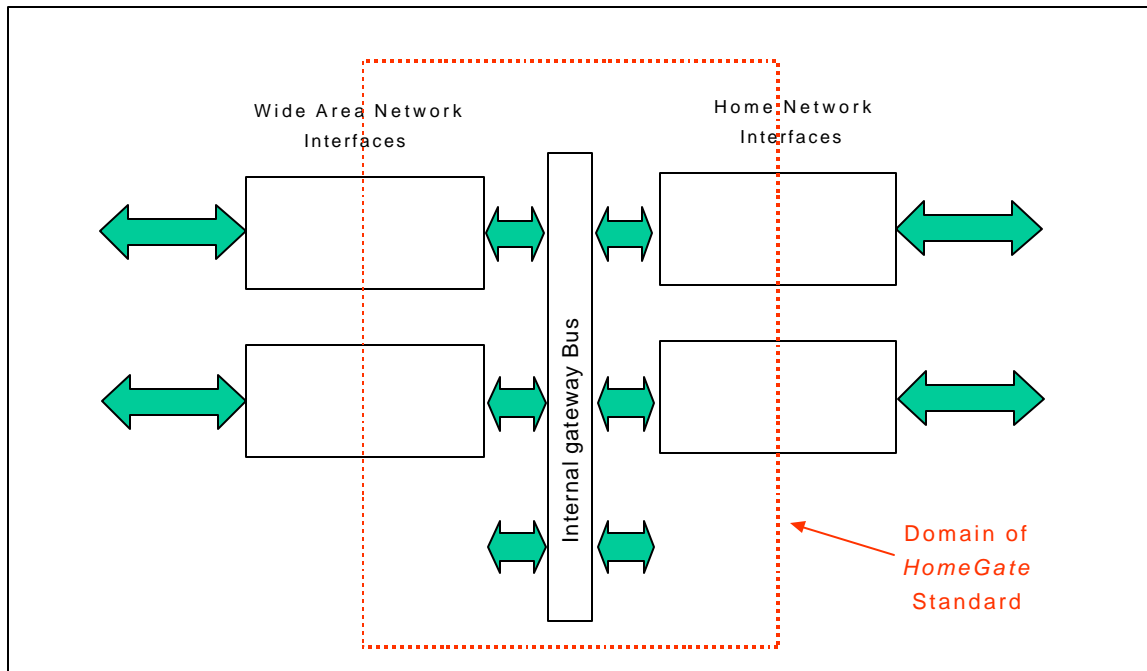 Wide Area Network
Interfaces
Home Network
Interfaces
Internal gateway Bus
Domain of
HomeGate
Standard